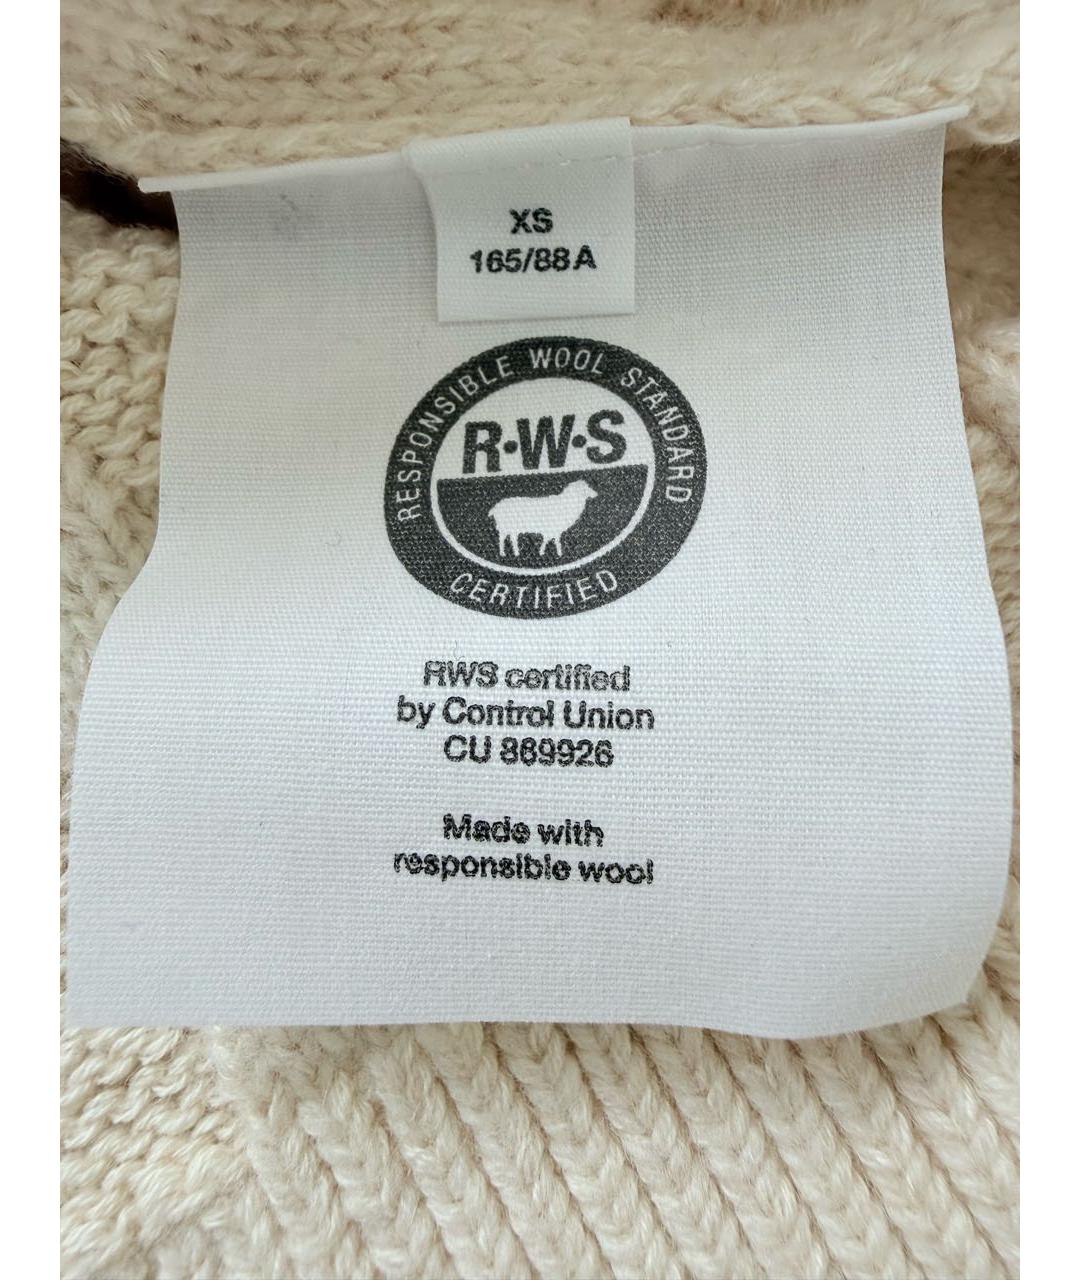 XS
165/88A
RESPONSIBLE WOOL STANDARD
R·W·S
CERTIFIED
RWS certified
by Control Union
CU 869926
Made with
responsible wool